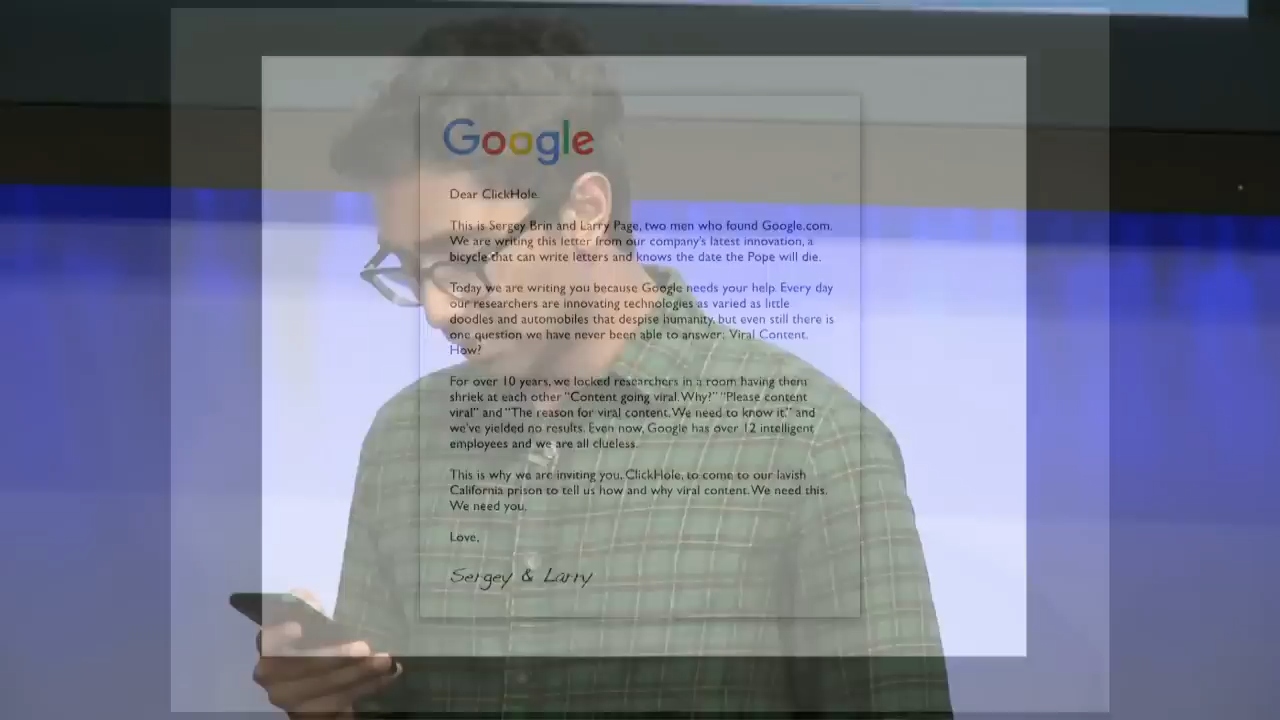 Google
Dear ClickHole.
This is Sergey Brin and Larry Page, two men who found Google.com.
We are writing this letter from our company's latest innovation, a
bicycle that can write letters and knows the date the Pope will die.
Today we are writing you because Google needs your help. Every day
our researchers are innovating technologies as varied as little
doodles and automobiles that despise humanity, but even still there is
one question we have never been able to answer: Viral Content.
How?
For over 10 years, we locked researchers in a room having them
shriek at each other "Content going viral. Why?" "Please content
viral" and "The reason for viral content. We need to know it." and
we've yielded no results. Even now, Google has over 12 intelligent
employees and we are all clueless.
This is why we are inviting you, ClickHole, to come to our lavish
California prison to tell us how and why viral content. We need this.
We need you.
Love,
Sergey & Larry